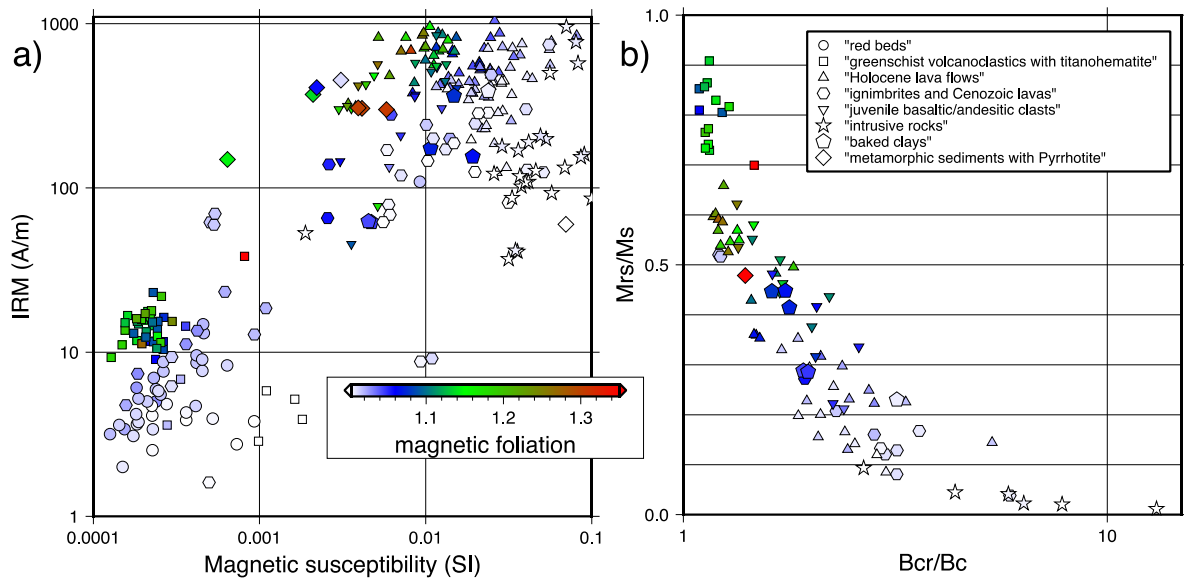 a)
IRM (A/m)
1000
100
10
1
0.0001
0.001
0.01
0.1
Magnetic susceptibility (SI)
1.1
1.2
1.3
magnetic foliation
b)
Mrs/Ms
1.0
0.5
0.0
1
10
Bcr/Bc
"red beds"
"greenschist volcanoclastics with titanohematite"
"Holocene lava flows"
"ignimbrites and Cenozoic lavas"
"juvenile basaltic/andesitic clasts"
"intrusive rocks"
"baked clays"
"metamorphic sediments with Pyrrhotite"